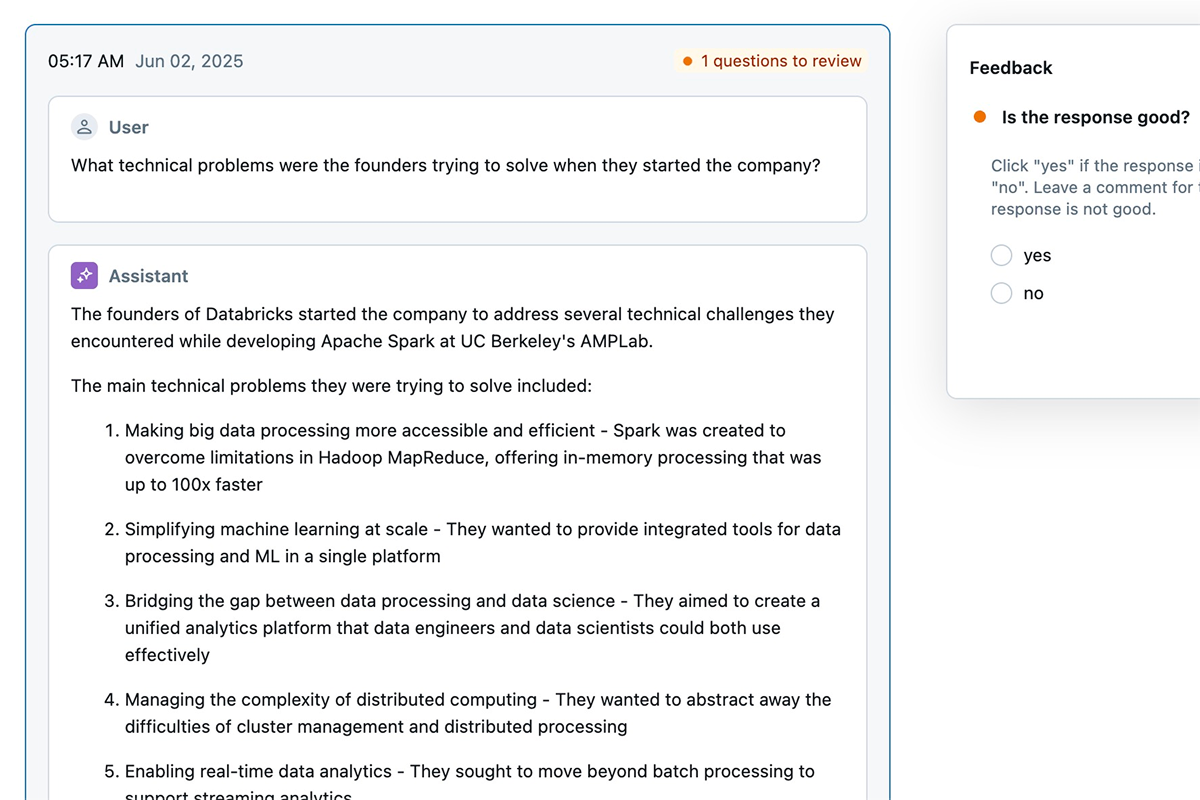 05:17 AM Jun 02, 2025
1 questions to review
User
What technical problems were the founders trying to solve when they started the company?
Assistant
The founders of Databricks started the company to address several technical challenges they
encountered while developing Apache Spark at UC Berkeley's AMPLab.
The main technical problems they were trying to solve included:
1. Making big data processing more accessible and efficient - Spark was created to
overcome limitations in Hadoop MapReduce, offering in-memory processing that was
up to 100x faster
2. Simplifying machine learning at scale - They wanted to provide integrated tools for data
processing and ML in a single platform
3. Bridging the gap between data processing and data science - They aimed to create a
unified analytics platform that data engineers and data scientists could both use
effectively
4. Managing the complexity of distributed computing - They wanted to abstract away the
difficulties of cluster management and distributed processing
5. Enabling real-time data analytics - They sought to move beyond batch processing to
support streaming analytics
Feedback
Is the response good?
Click "yes" if the response
"no". Leave a comment for
response is not good.
yes
no